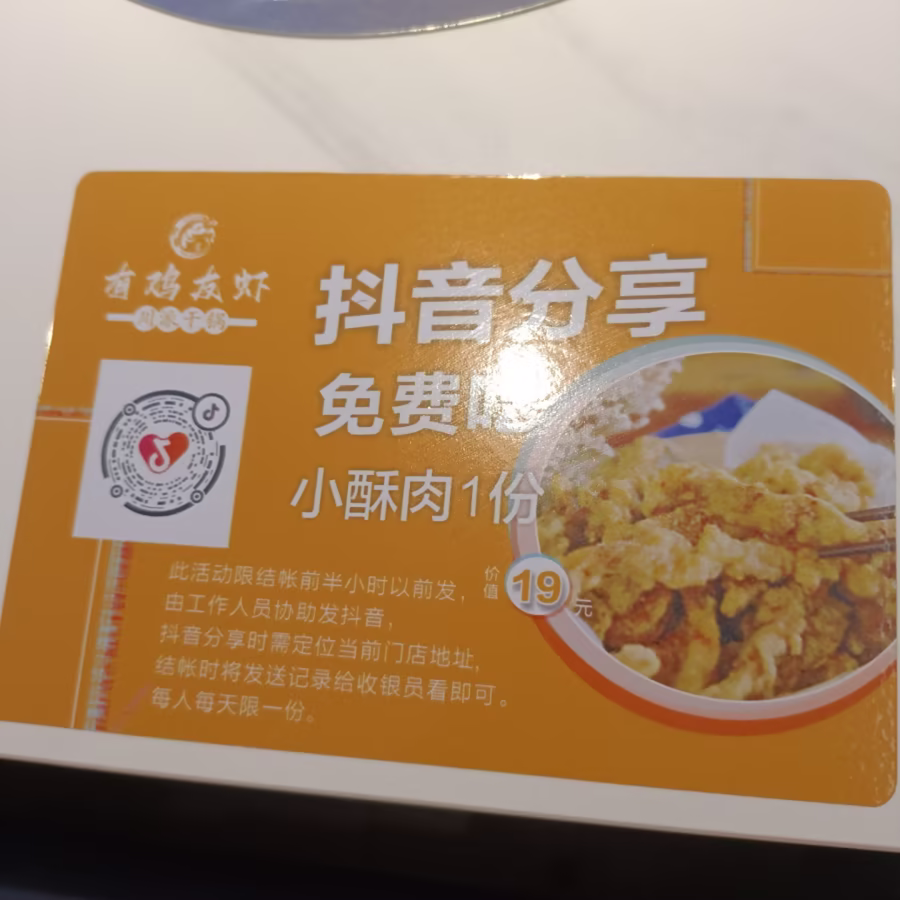 有鸡友虾
干锅
抖音分享
免费
小酥肉1份
价值19元
此活动限结帐前半小时以前发，
由工作人员协助发抖音，
抖音分享时需定位当前门店地址，
结帐时将发送记录给收银员看即可。
每人每天限一份。